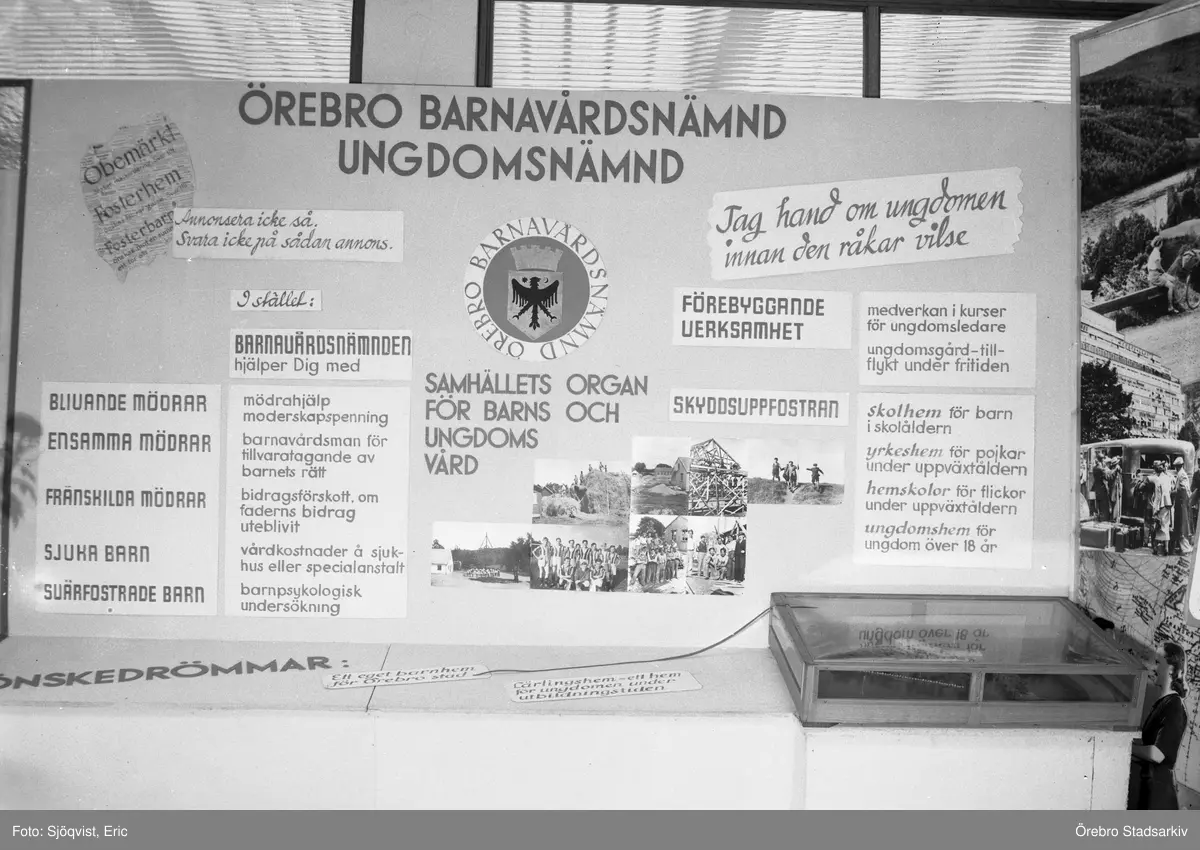 ÖREBRO BARNAVÅRDSNÄMND
UNGDOMSNÄMND
Obemärkt
Fosterhem
Fosterbarn
Annonsera icke så.
Svara icke på sådan annons.
I stället:
BARNAVÅRDSNÄMNDEN
hjälper Dig med
BLIVANDE MÖDRAR
ENSAMMA MÖDRAR
FRÅNSKILDA MÖDRAR
SJUKA BARN
SVÅRFOSTRADE BARN
mödrahjälp
moderskapspenning
barnavårdsman för
tillvaratagande av
barnets rätt
bidragsförskott, om
faderns bidrag
uteblivit
vårdkostnader å sjuk-
hus eller specialanstalt
barnpsykologisk
undersökning
ÖREBRO BARNAVÅRDSNÄMND
SAMHÄLLETS ORGAN
FÖR BARNS OCH
UNGDOMS
VÅRD
Tag hand om ungdomen
innan den råkar vilse
FÖREBYGGANDE
VERKSAMHET
medverkan i kurser
för ungdomsledare
ungdomsgård-till-
flykt under fritiden
SKYDDSUPPFOSTRAN
skolhem för barn
i skolåldern
yrkeshem för pojkar
under uppväxtåldern
hemskolor för flickor
under uppväxtåldern
ungdomshem för
ungdom över 18 år
ÖNSKEDRÖMMAR:
Ett eget barnhem
för Örebro stad
Lärlingshem-ett hem
för ungdomen under
utbildningstiden
ungdom över 18 år
Foto: Sjöqvist, Eric
Örebro Stadsarkiv